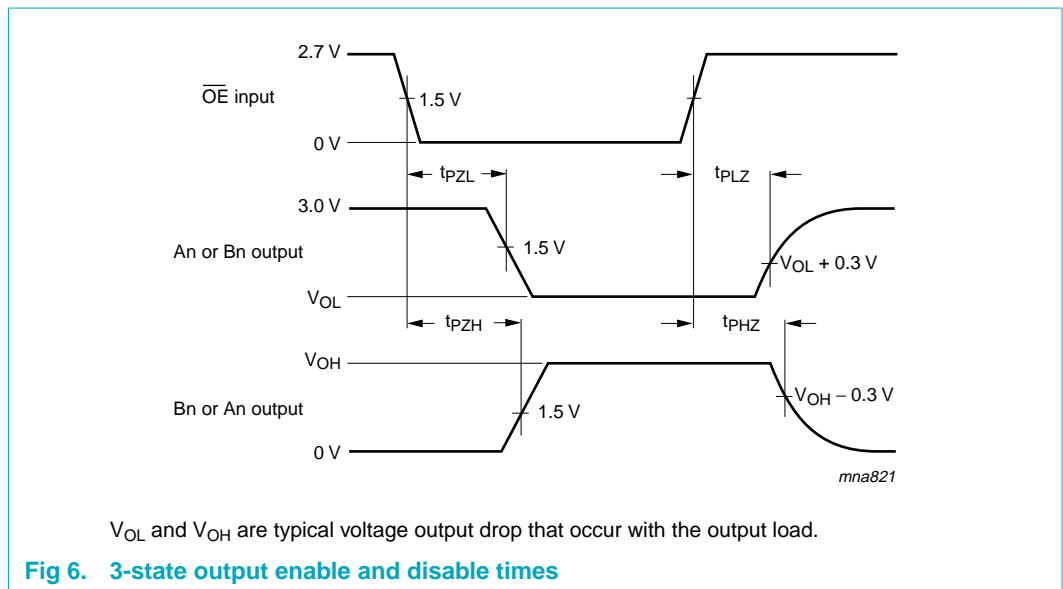 2.7 V
OE input
1.5 V
0 V
tPZL
tPLZ
3.0 V
An or Bn output
1.5 V
VOL + 0.3 V
VOL
tPZH
tPHZ
VOH
VOH − 0.3 V
Bn or An output
1.5 V
0 V
mna821
VOL and VOH are typical voltage output drop that occur with the output load.
Fig 6. 3-state output enable and disable times